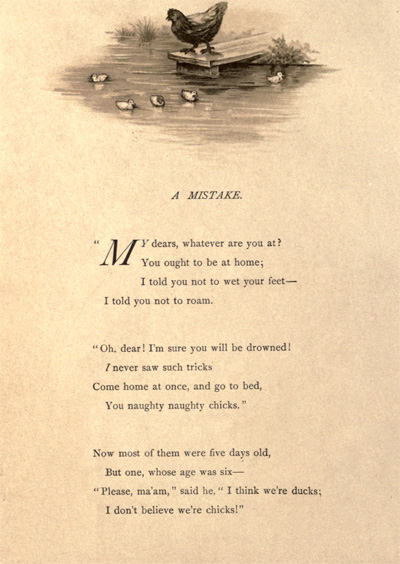 A MISTAKE.
“MY dears, whatever are you at?
You ought to be at home;
I told you not to wet your feet—
I told you not to roam.
“Oh, dear! I'm sure you will be drowned!
I never saw such tricks
Come home at once, and go to bed,
You naughty naughty chicks.”
Now most of them were five days old,
But one, whose age was six—
“Please, ma'am,” said he, “I think we're ducks;
I don't believe we're chicks!”